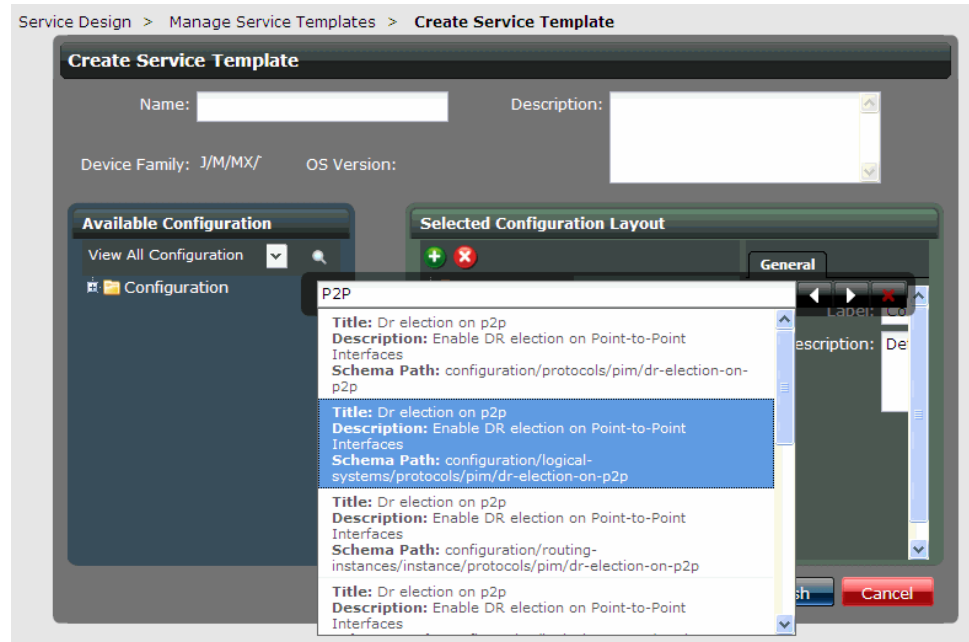 Service Design > Manage Service Templates > Create Service Template
Create Service Template
Name:
Description:
Device Family: J/M/MX/
OS Version:
Available Configuration
View All Configuration
Configuration
Selected Configuration Layout
General
P2P
Title: Dr election on p2p
Description: Enable DR election on Point-to-Point
Interfaces
Schema Path: configuration/protocols/pim/dr-election-on-
p2p
Title: Dr election on p2p
Description: Enable DR election on Point-to-Point
Interfaces
Schema Path: configuration/logical-
systems/protocols/pim/dr-election-on-p2p
Title: Dr election on p2p
Description: Enable DR election on Point-to-Point
Interfaces
Schema Path: configuration/routing-
instances/instance/protocols/pim/dr-election-on-p2p
Title: Dr election on p2p
Description: Enable DR election on Point-to-Point
Interfaces
Label: Co
escription: De
sh
Cancel